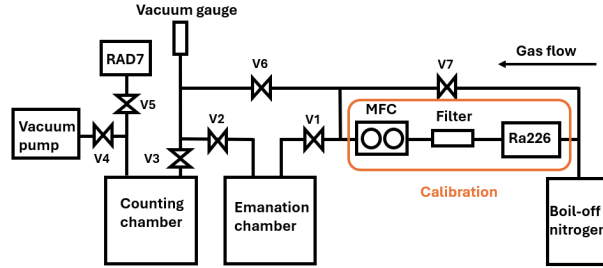 Vacuum gauge
RAD7
V6
V7
Gas flow
V5
Vacuum
pump
V4
V3
V2
V1
MFC
Filter
Ra226
Calibration
Counting
chamber
Emanation
chamber
Boil-off
nitrogen